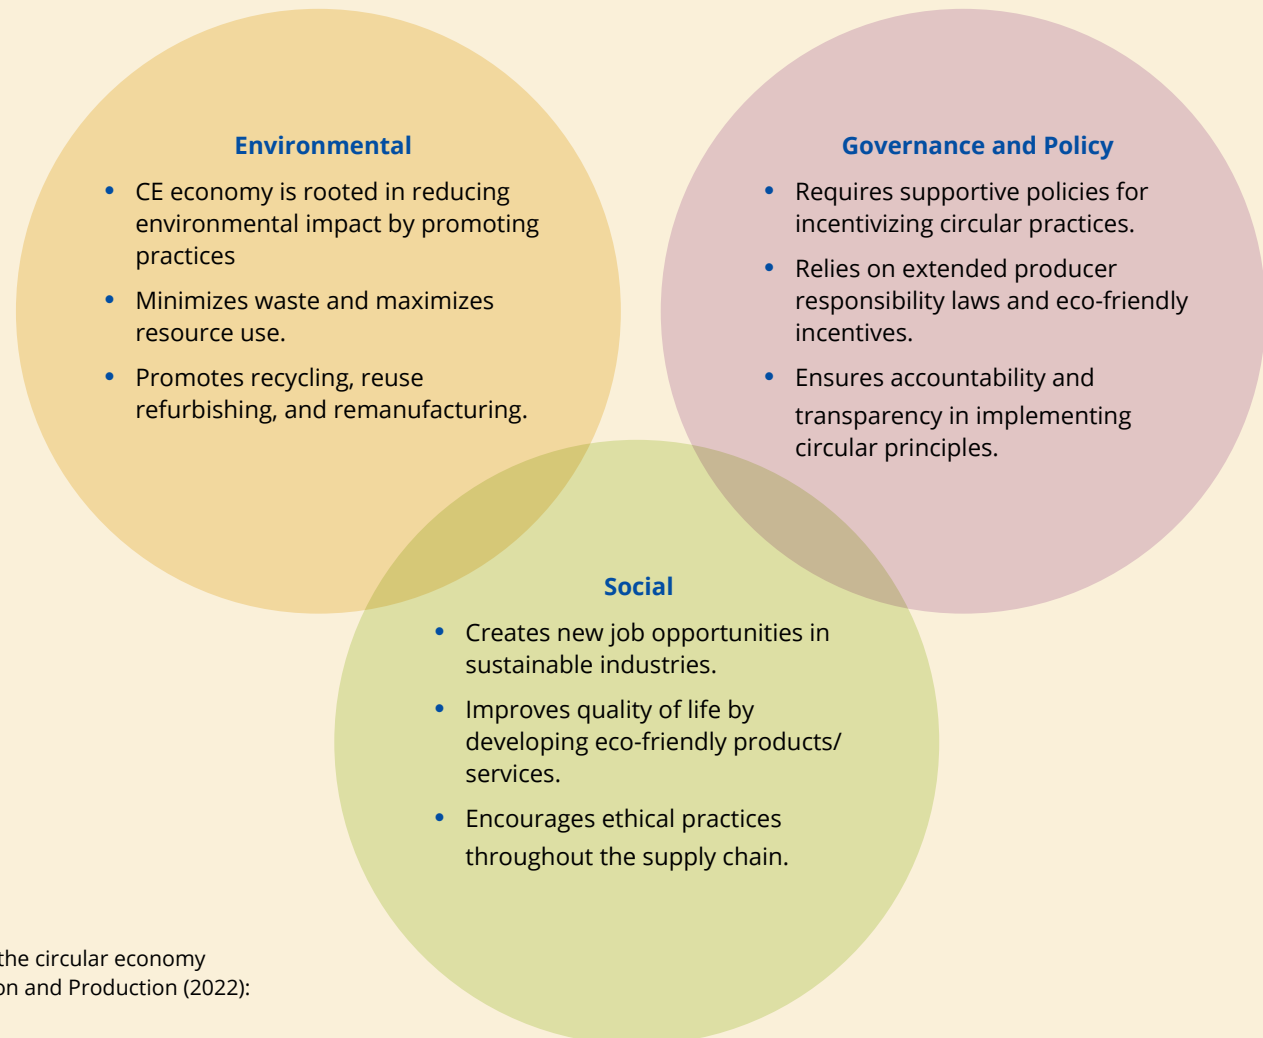 Environmental
• CE economy is rooted in reducing
environmental impact by promoting
practices
• Minimizes waste and maximizes
resource use.
• Promotes recycling, reuse
refurbishing, and remanufacturing.
Governance and Policy
• Requires supportive policies for
incentivizing circular practices.
• Relies on extended producer
responsibility laws and eco-friendly
incentives.
• Ensures accountability and
transparency in implementing
circular principles.
Social
• Creates new job opportunities in
sustainable industries.
• Improves quality of life by
developing eco-friendly products/
services.
• Encourages ethical practices
throughout the supply chain.
the circular economy
on and Production (2022):